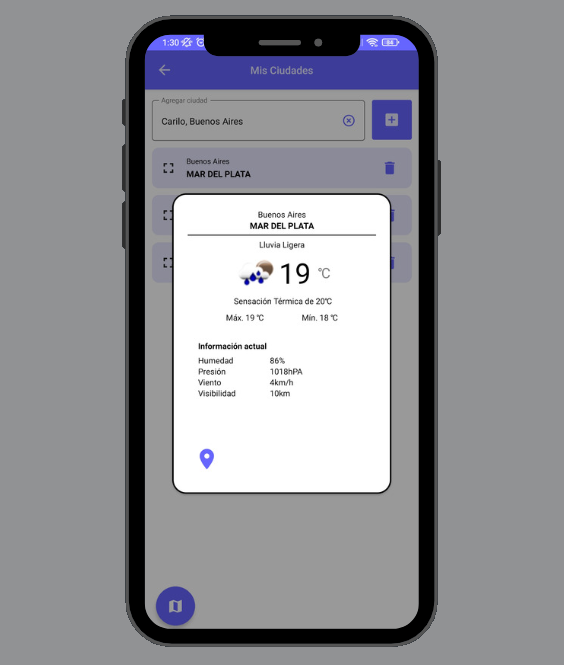 1:30
Mis Ciudades
Agregar ciudad
Carilo, Buenos Aires
Buenos Aires
MAR DEL PLATA
Buenos Aires
MAR DEL PLATA
Lluvia Ligera
19 °C
Sensación Térmica de 20°C
Máx. 19 °C Mín. 18 °C
Información actual
Humedad 86%
Presión 1018hPA
Viento 4km/h
Visibilidad 10km